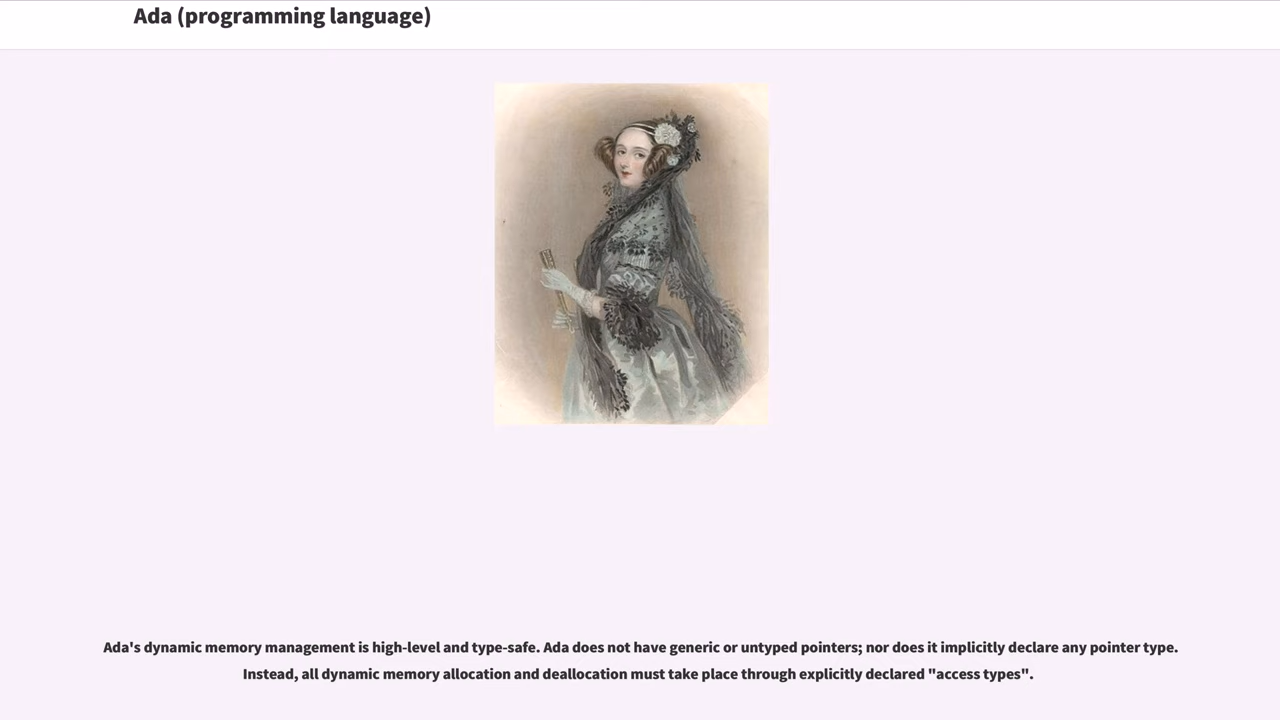 Ada (programming language)
Ada's dynamic memory management is high-level and type-safe. Ada does not have generic or untyped pointers; nor does it implicitly declare any pointer type.
Instead, all dynamic memory allocation and deallocation must take place through explicitly declared "access types".